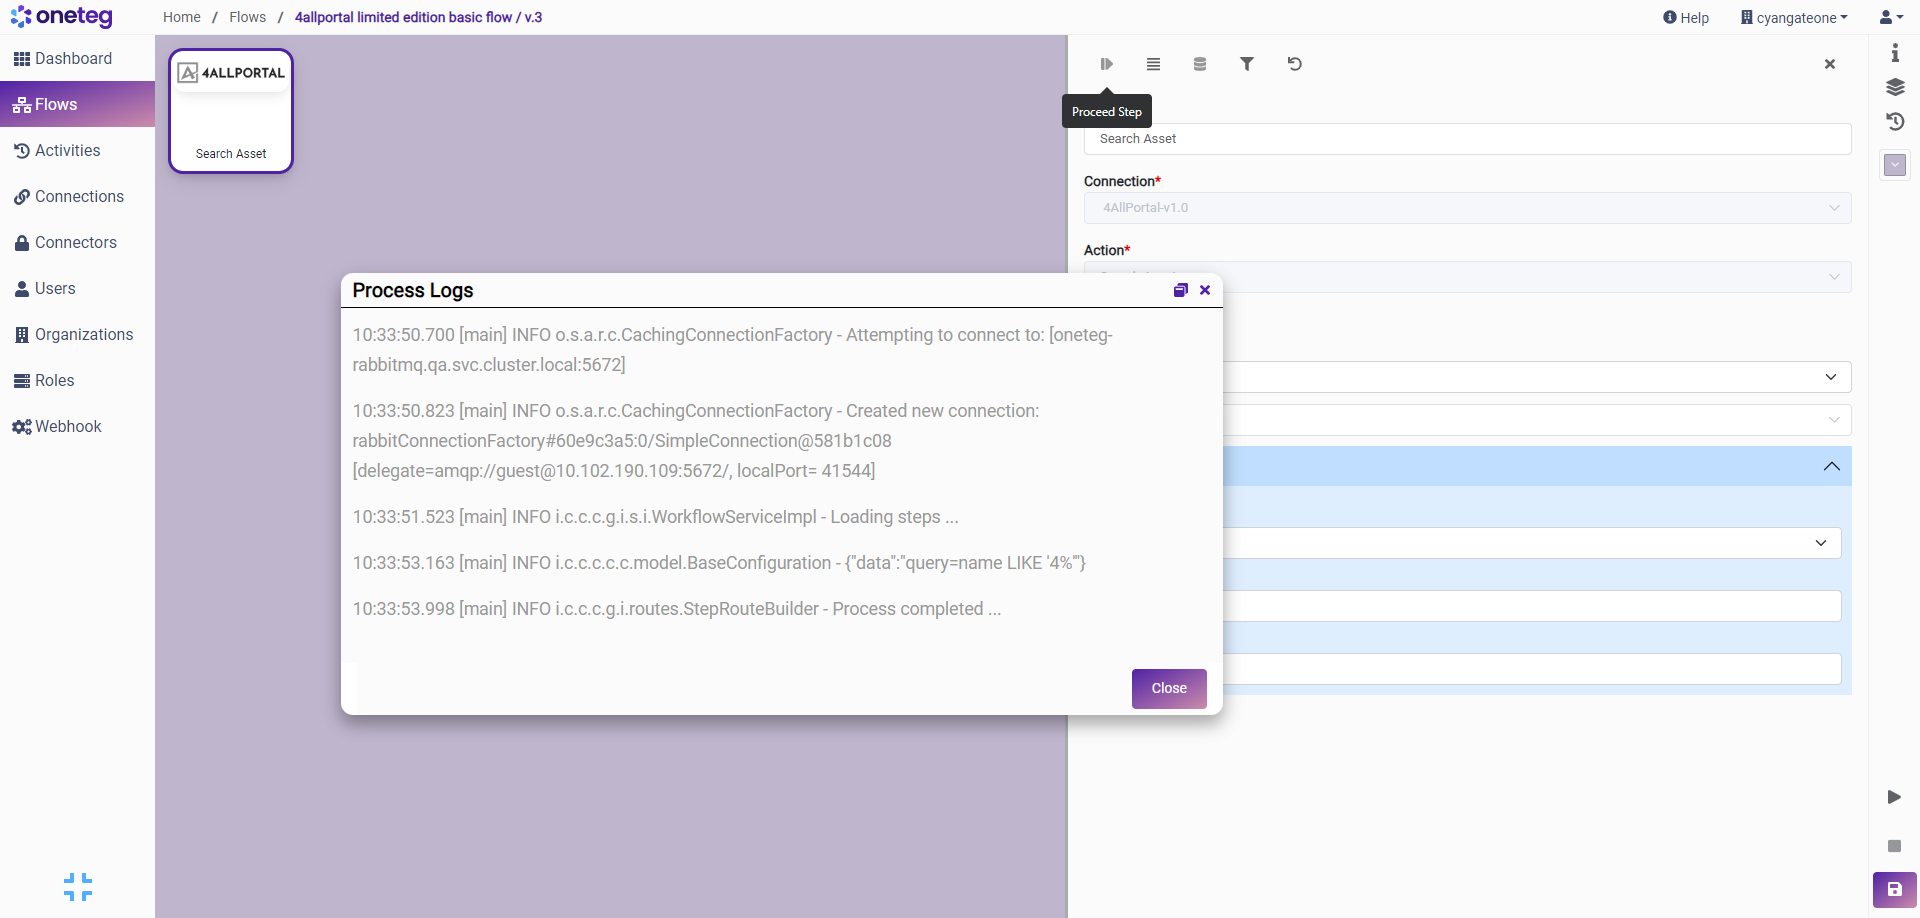 oneteg
Home / Flows / 4allportal limited edition basic flow / v.3
Help
cyangateone
Dashboard
Flows
Activities
Connections
Connectors
Users
Organizations
Roles
Webhook
4ALLPORTAL
Search Asset
Proceed Step
Search Asset
Connection*
4AllPortal-v1.0
Action*
Process Logs
10:33:50.700 [main] INFO o.s.a.r.c.CachingConnectionFactory - Attempting to connect to: [oneteg-
rabbitmq.qa.svc.cluster.local:5672]
10:33:50.823 [main] INFO o.s.a.r.c.CachingConnectionFactory - Created new connection:
rabbitConnectionFactory#60e9c3a5:0/SimpleConnection@581b1c08
[delegate=amqp://guest@10.102.190.109:5672/, localPort= 41544]
10:33:51.523 [main] INFO i.c.c.c.g.i.s.i.WorkflowServiceImpl - Loading steps ...
10:33:53.163 [main] INFO i.c.c.c.c.c.model.BaseConfiguration - {"data":"query=name LIKE '4%'"}
10:33:53.998 [main] INFO i.c.c.c.g.i.routes.StepRouteBuilder - Process completed ...
Close